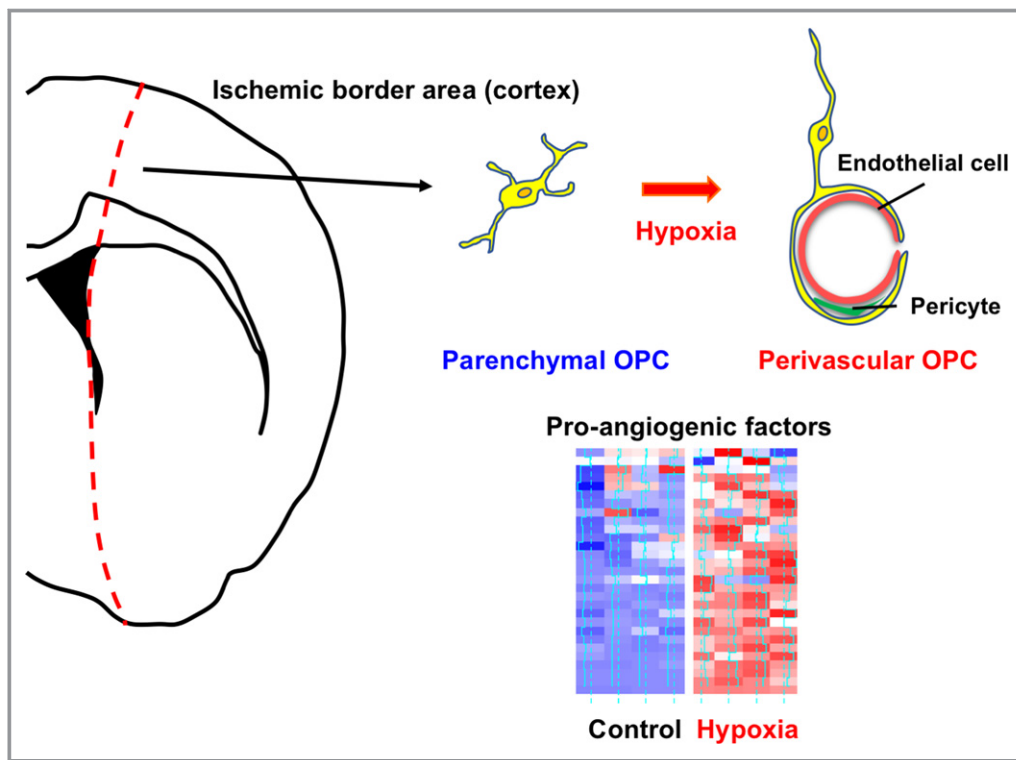 Ischemic border area (cortex)
Endothelial cell
Hypoxia
Pericyte
Parenchymal OPC
Perivascular OPC
Pro-angiogenic factors
Control
Hypoxia